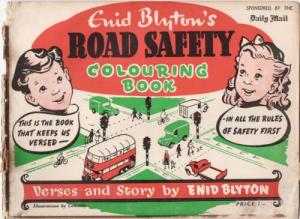 SPONSORED BY THE
Daily Mail
Enid Blyton's
ROAD SAFETY
COLOURING
BOOK
THIS IS THE BOOK
THAT KEEPS US
VERSED —
— IN ALL THE RULES
OF SAFETY FIRST
Verses and Story by ENID BLYTON
Illustrations by
PRICE 1/-